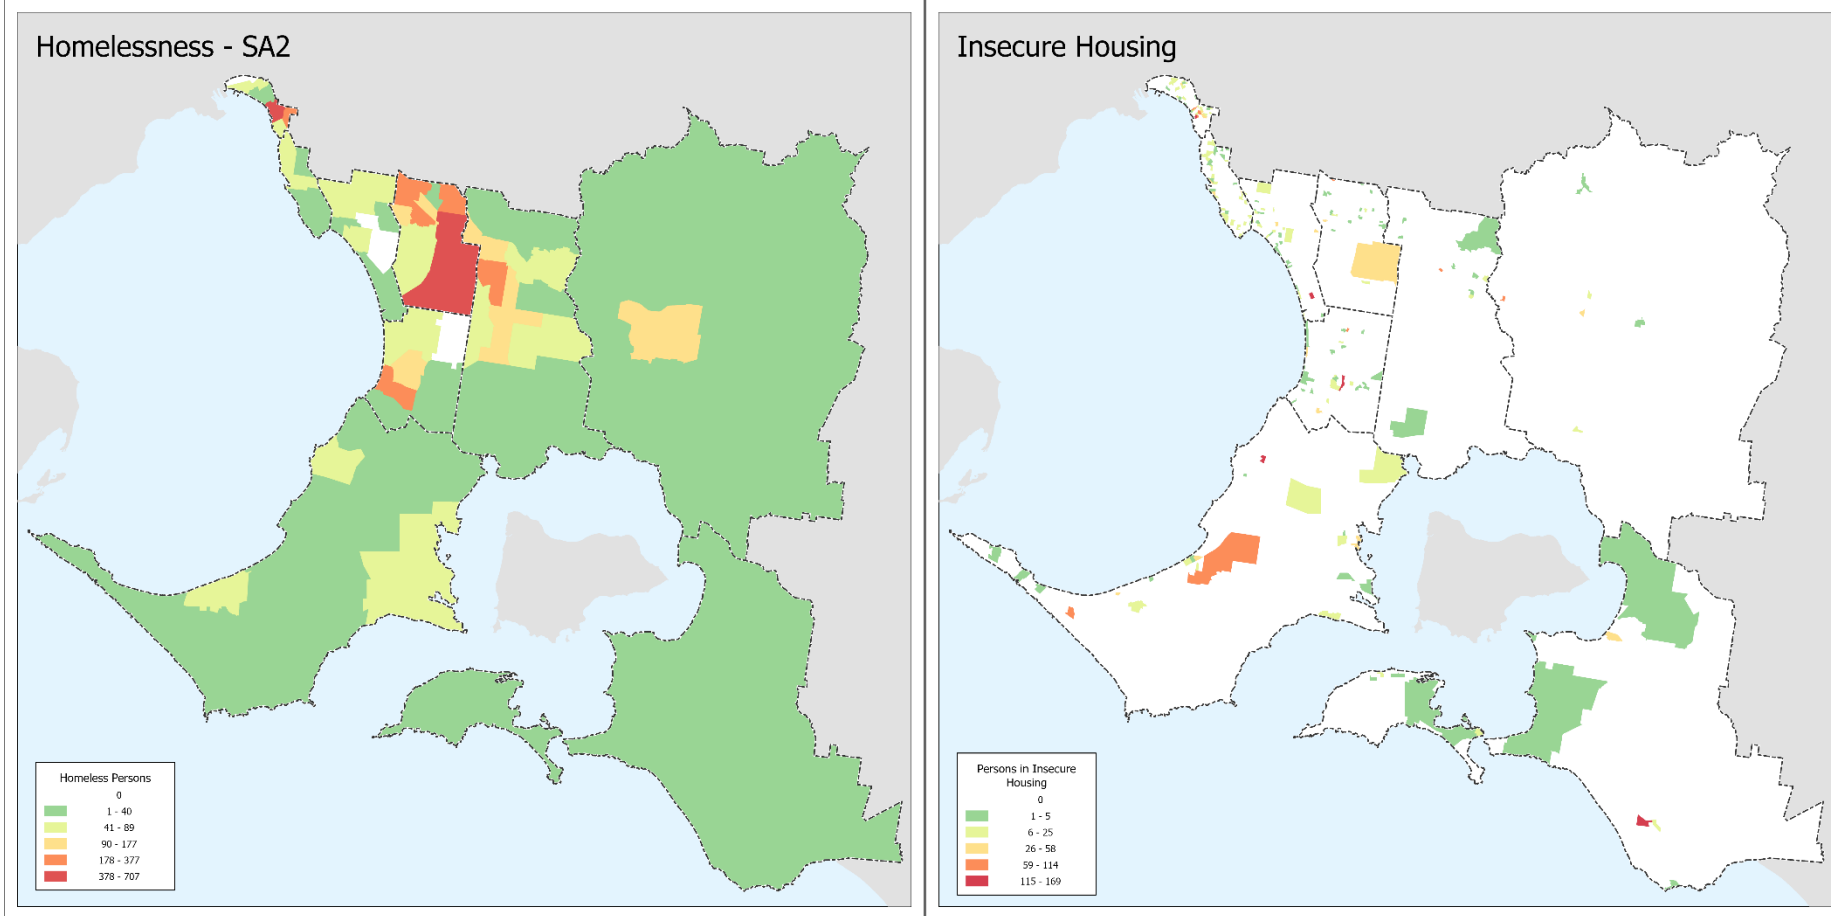 Homelessness - SA2
Homeless Persons
0
1 - 40
41 - 89
90 - 177
178 - 377
378 - 707
Insecure Housing
Persons in Insecure
Housing
0
1 - 5
6 - 25
26 - 58
59 - 114
115 - 169